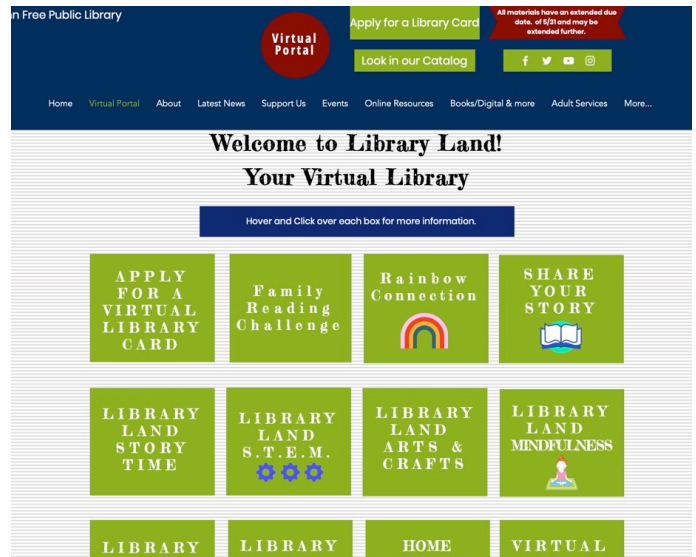 n Free Public Library
Virtual
Portal
Apply for a Library Card
Look in our Catalog
All materials have an extended due
date. of 5/31 and may be
extended further.
Home Virtual Portal About Latest News Support Us Events Online Resources Books/Digital & more Adult Services More...
Welcome to Library Land!
Your Virtual Library
Hover and Click over each box for more information.
APPLY
FOR A
VIRTUAL
LIBRARY
CARD
Family
Reading
Challenge
Rainbow
Connection
SHARE
YOUR
STORY
LIBRARY
LAND
STORY
TIME
LIBRARY
LAND
S.T.E.M.
LIBRARY
LAND
ARTS &
CRAFTS
LIBRARY
LAND
MINDFULNESS
LIBRARY
LIBRARY
HOME
VIRTUAL